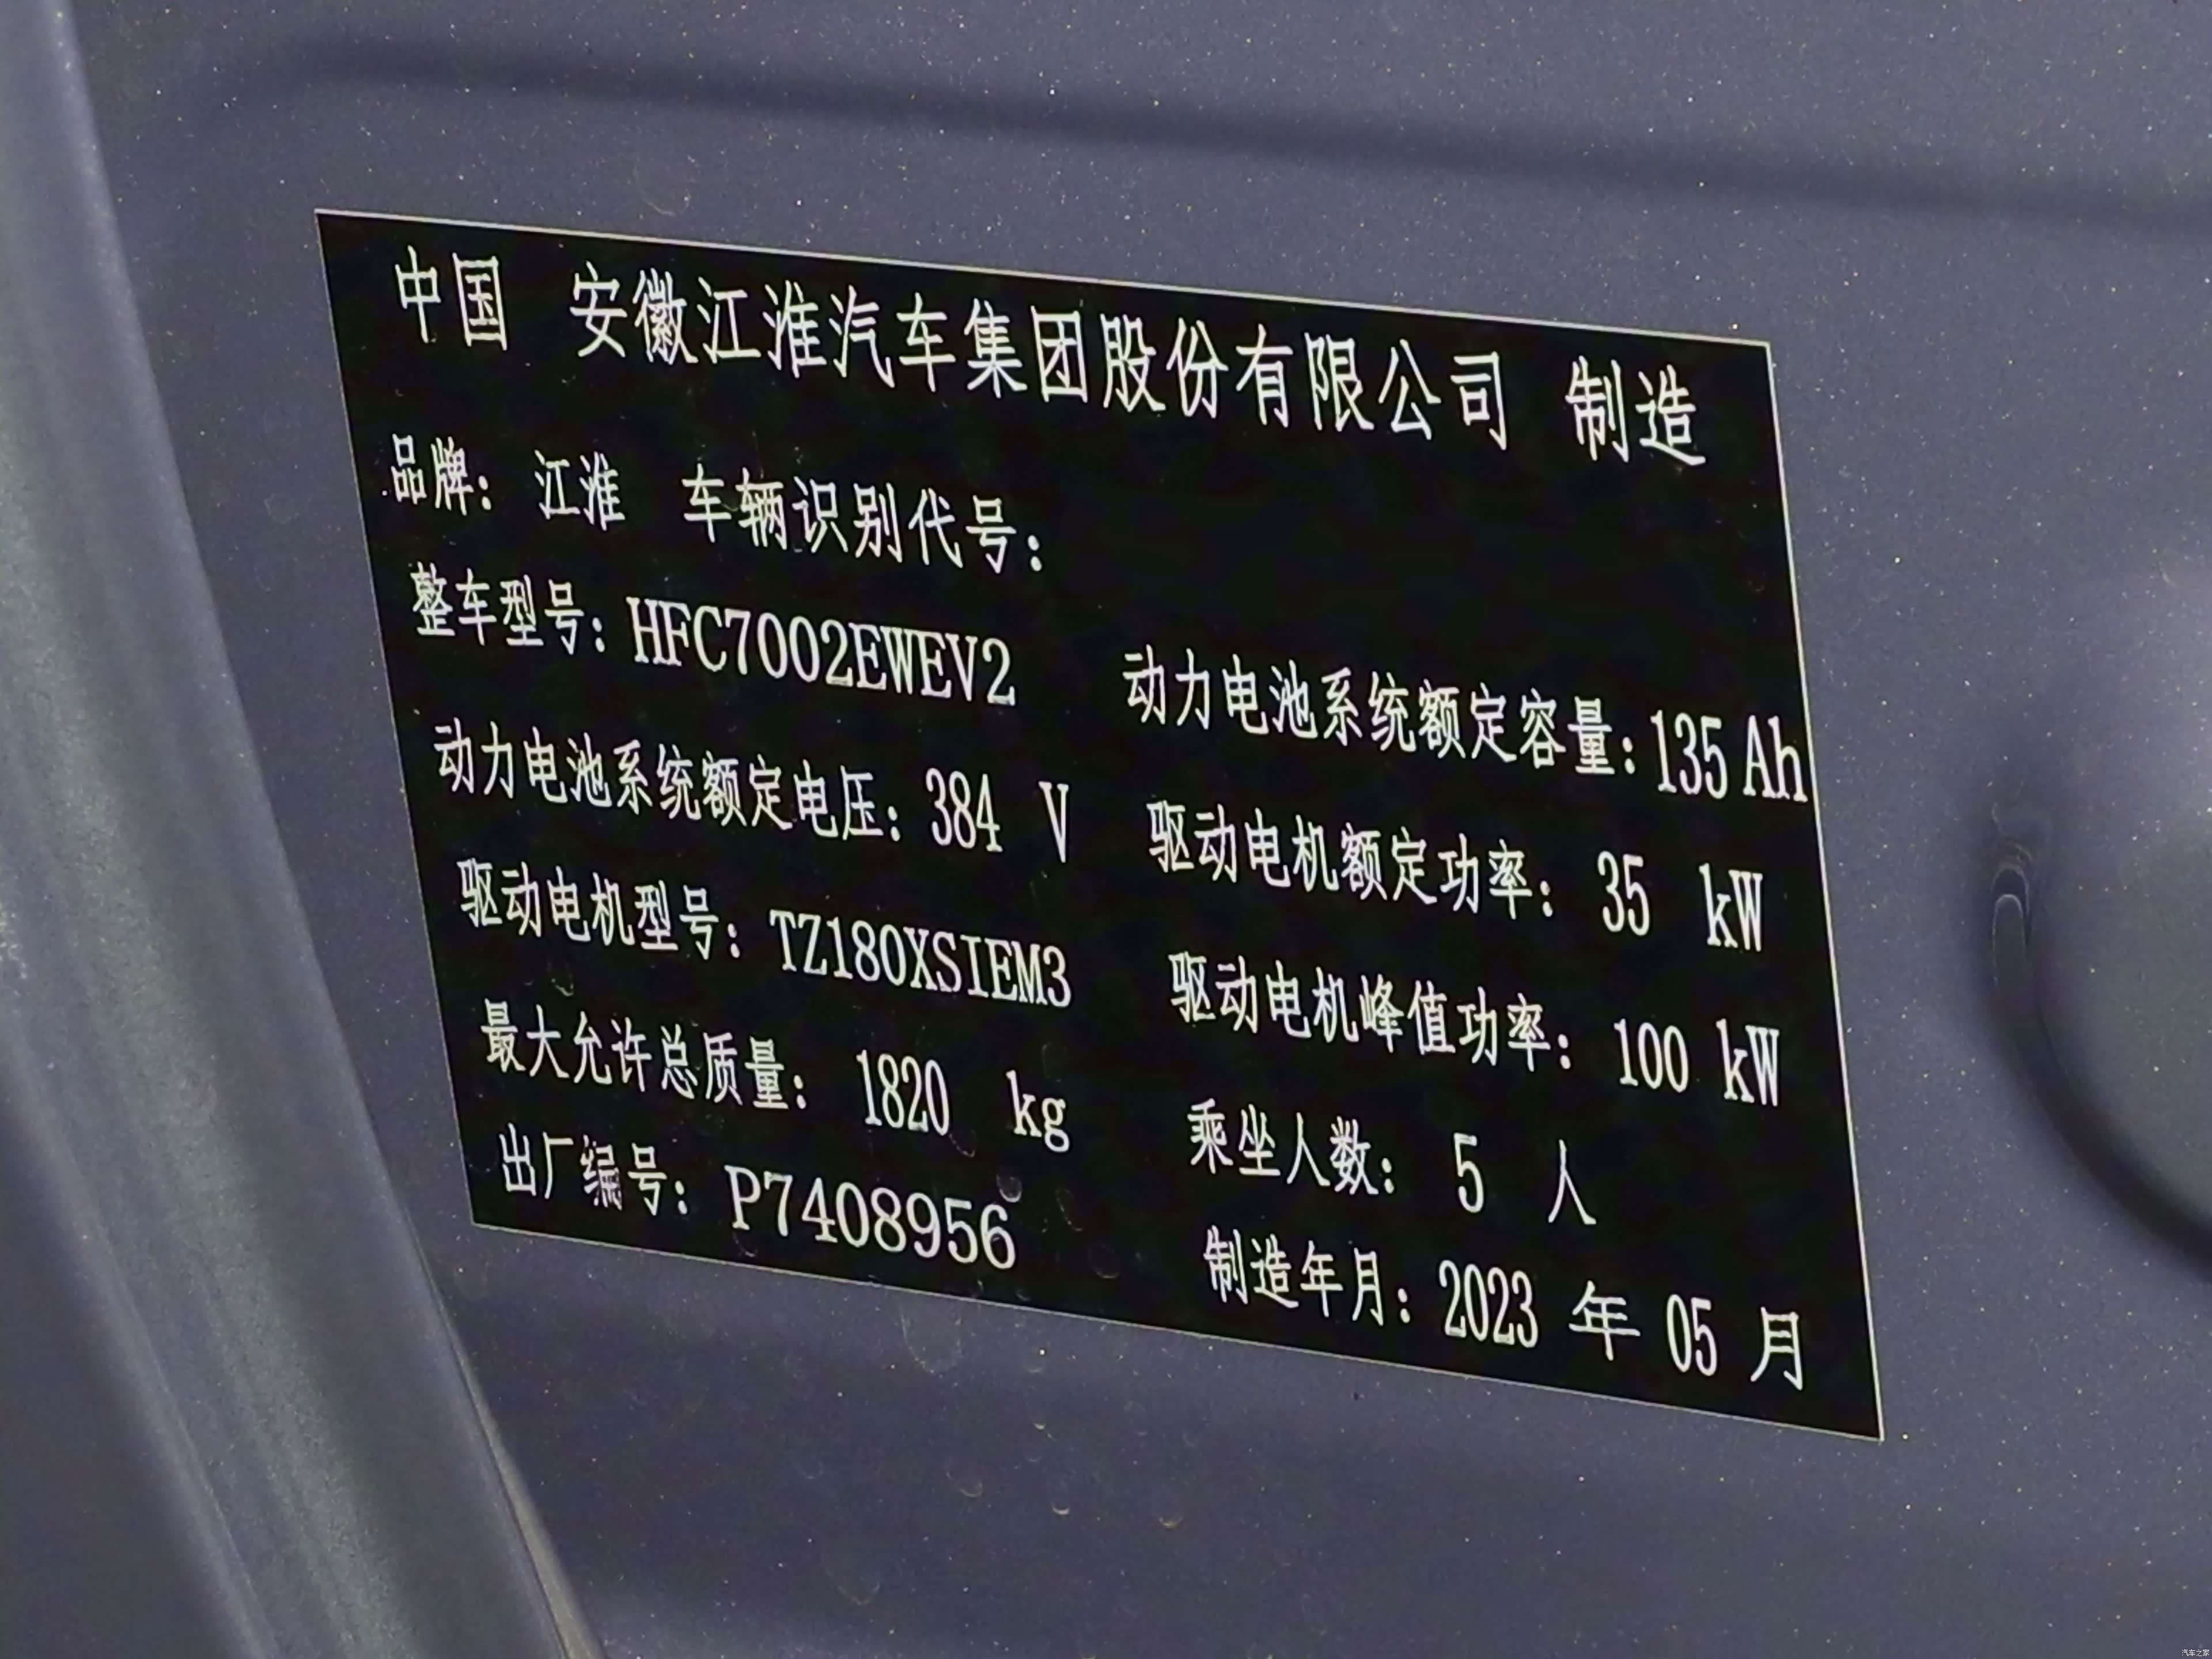 中国 安徽江淮汽车集团股份有限公司 制造
品牌: 江淮 车辆识别代号:
整车型号: HFC7002EWEV2 动力电池系统额定容量: 135 Ah
动力电池系统额定电压: 384 V 驱动电机额定功率: 35 kW
驱动电机型号: TZ180XSIEM3 驱动电机峰值功率: 100 kW
最大允许总质量: 1820 kg 乘坐人数: 5 人
出厂编号: P7408956 制造年月: 2023 年 05 月
汽车之家